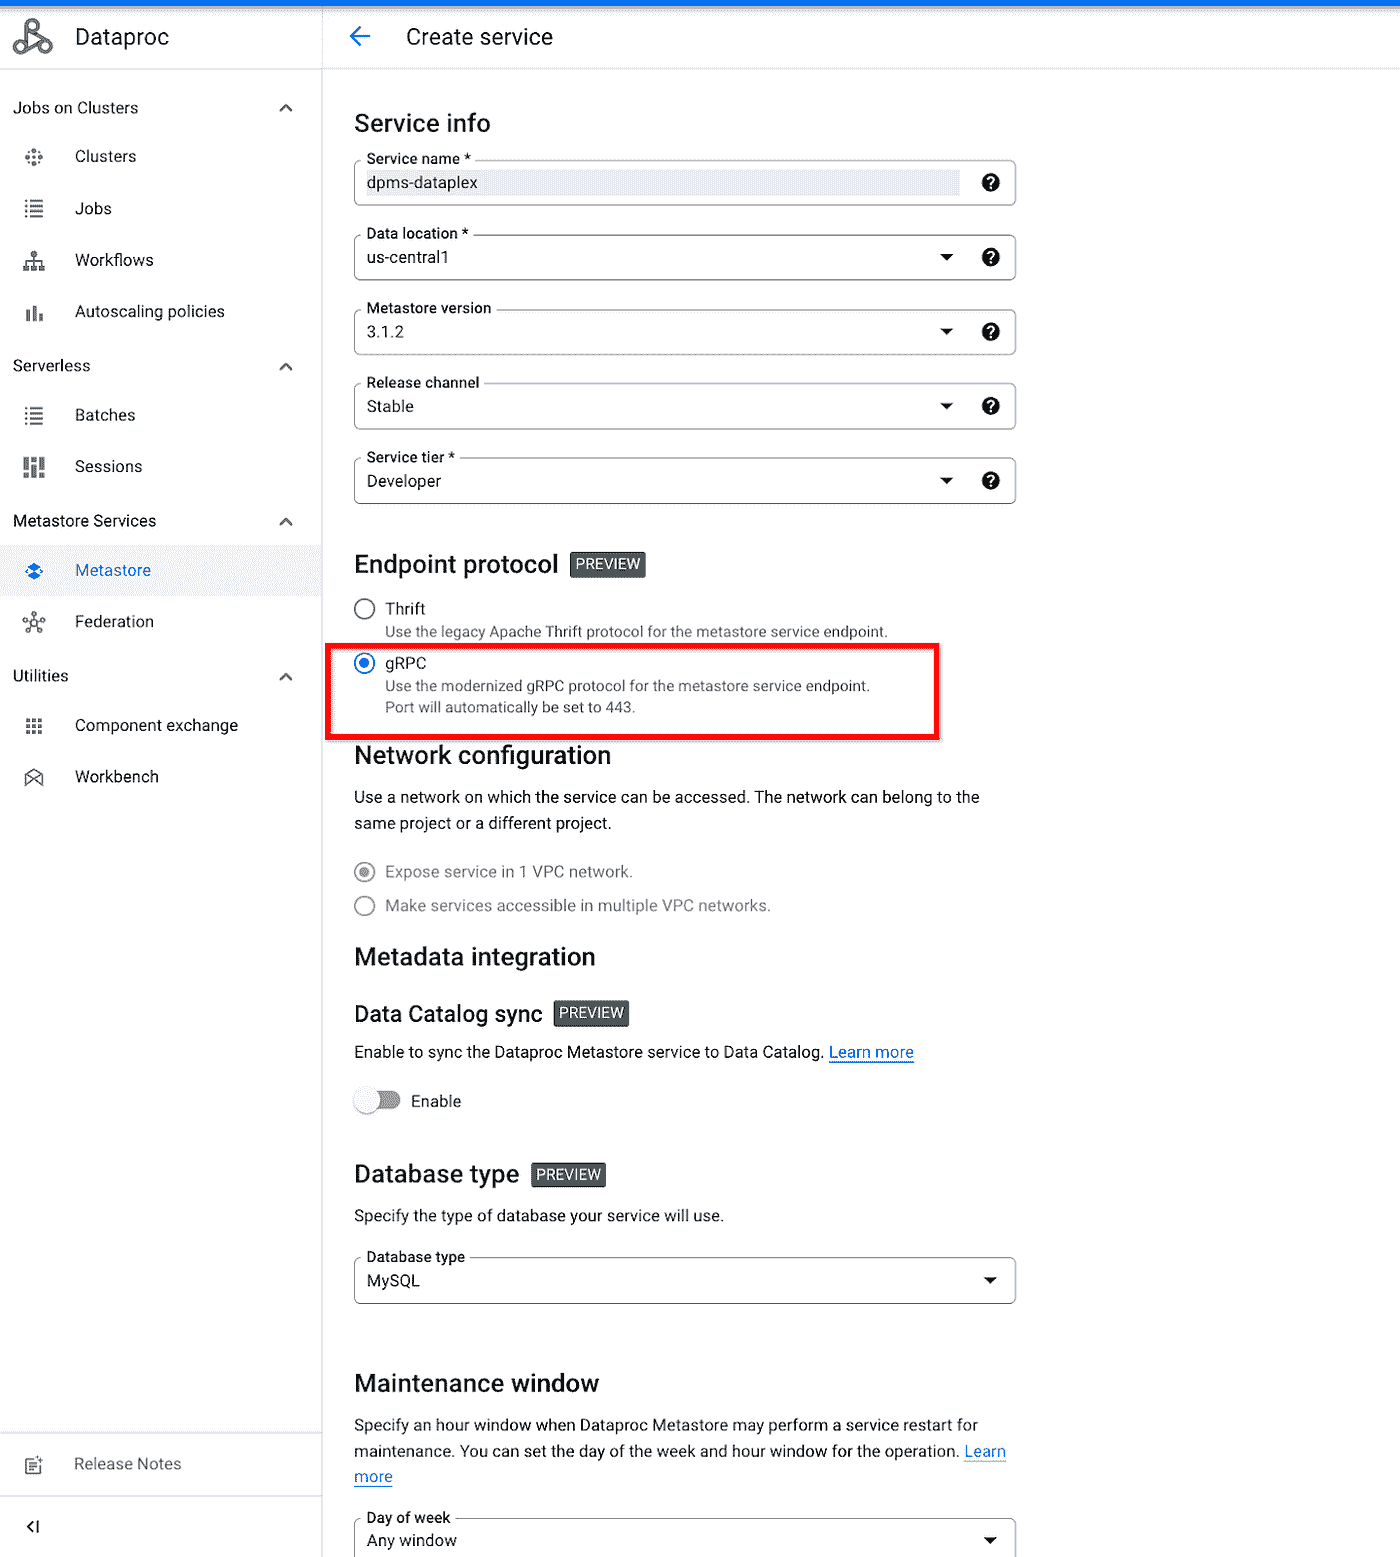 Dataproc
Create service
Jobs on Clusters
Clusters
Jobs
Workflows
Autoscaling policies
Serverless
Batches
Sessions
Metastore Services
Metastore
Federation
Utilities
Component exchange
Workbench
Release Notes
Service info
Service name *
dpms-dataplex
Data location *
us-central1
Metastore version
3.1.2
Release channel
Stable
Service tier *
Developer
Endpoint protocol PREVIEW
Thrift
Use the legacy Apache Thrift protocol for the metastore service endpoint.
gRPC
Use the modernized gRPC protocol for the metastore service endpoint.
Port will automatically be set to 443.
Network configuration
Use a network on which the service can be accessed. The network can belong to the
same project or a different project.
Expose service in 1 VPC network.
Make services accessible in multiple VPC networks.
Metadata integration
Data Catalog sync PREVIEW
Enable to sync the Dataproc Metastore service to Data Catalog. Learn more
Enable
Database type PREVIEW
Specify the type of database your service will use.
Database type
MySQL
Maintenance window
Specify an hour window when Dataproc Metastore may perform a service restart for
maintenance. You can set the day of the week and hour window for the operation. Learn
more
Day of week
Any window